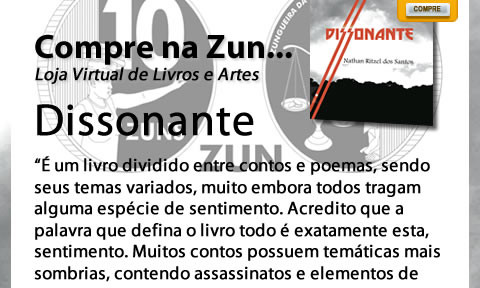 COMPRE
Compre na Zun...
Loja Virtual de Livros e Artes
DISSONANTE
Nathan Ritzel dos Santos
Dissonante
10
ZUNS
ZUN
“É um livro dividido entre contos e poemas, sendo
seus temas variados, muito embora todos tragam
alguma espécie de sentimento. Acredito que a
palavra que defina o livro todo é exatamente esta,
sentimento. Muitos contos possuem temáticas mais
sombrias, contendo assassinatos e elementos de